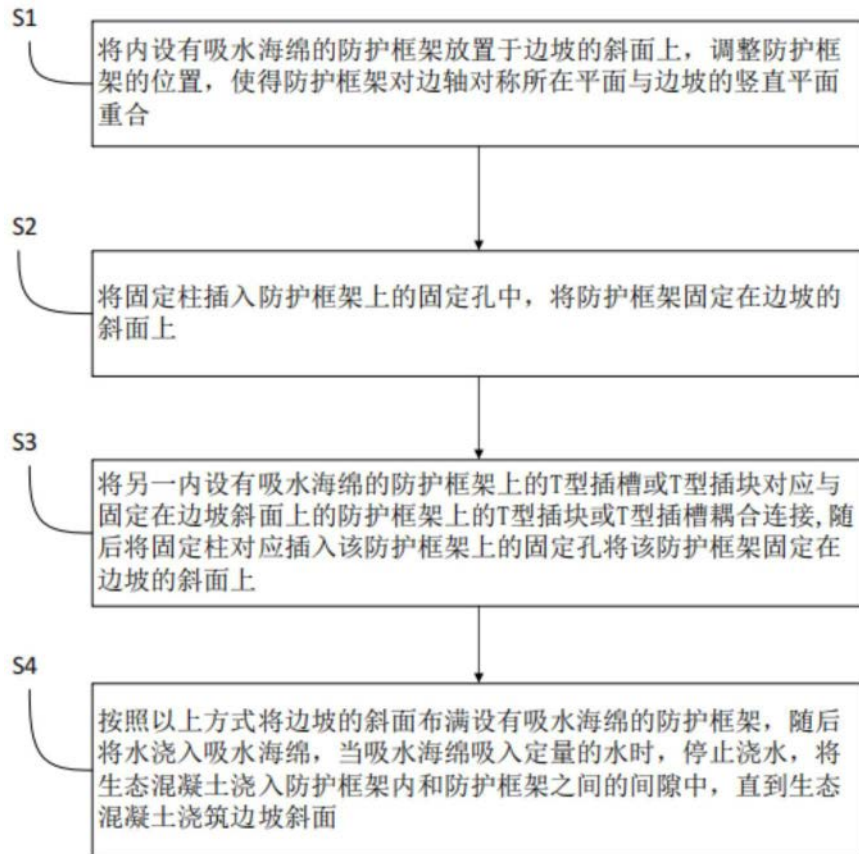 S1
将内设有吸水海绵的防护框架放置于边坡的斜面上，调整防护框
架的位置，使得防护框架对边轴对称所在平面与边坡的竖直平面
重合
S2
将固定柱插入防护框架上的固定孔中，将防护框架固定在边坡的
斜面上
S3
将另一内设有吸水海绵的防护框架上的T型插槽或T型插块对应与
固定在边坡斜面上的防护框架上的T型插块或T型插槽耦合连接,随
后将固定柱对应插入该防护框架上的固定孔将该防护框架固定在
边坡的斜面上
S4
按照以上方式将边坡的斜面布满设有吸水海绵的防护框架，随后
将水浇入吸水海绵，当吸水海绵吸入定量的水时，停止浇水，将
生态混凝土浇入防护框架内和防护框架之间的间隙中，直到生态
混凝土浇筑边坡斜面